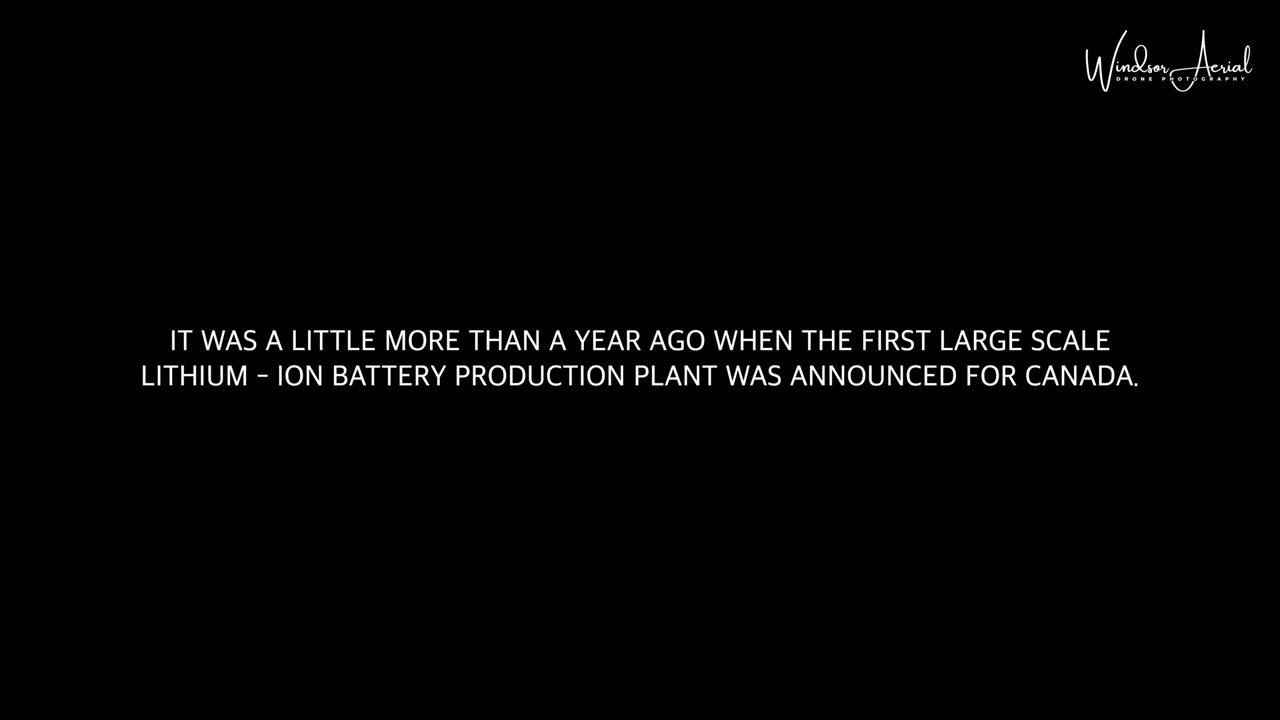 Windsor Aerial
DRONE PHOTOGRAPHY
IT WAS A LITTLE MORE THAN A YEAR AGO WHEN THE FIRST LARGE SCALE
LITHIUM – ION BATTERY PRODUCTION PLANT WAS ANNOUNCED FOR CANADA.